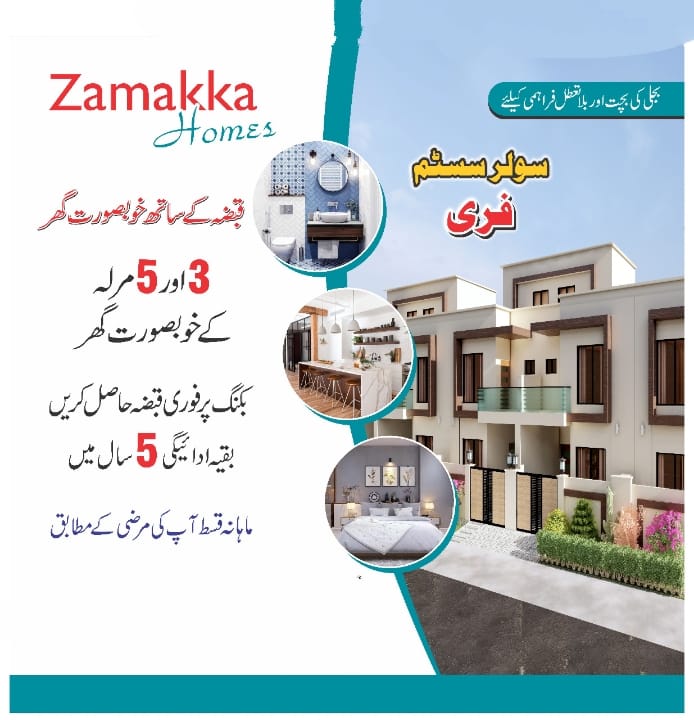 Zamakka
Homes
قبضہ کے ساتھ خوبصورت گھر
3 اور 5 مرلہ
کے خوبصورت گھر
بکنگ پر فوری قبضہ حاصل کریں
بقیہ ادائیگی 5 سال میں
ماہانہ قسط آپ کی مرضی کے مطابق
بجلی کی بچت اور بلا تعطل فراہمی کیلئے
سولر سسٹم
فری